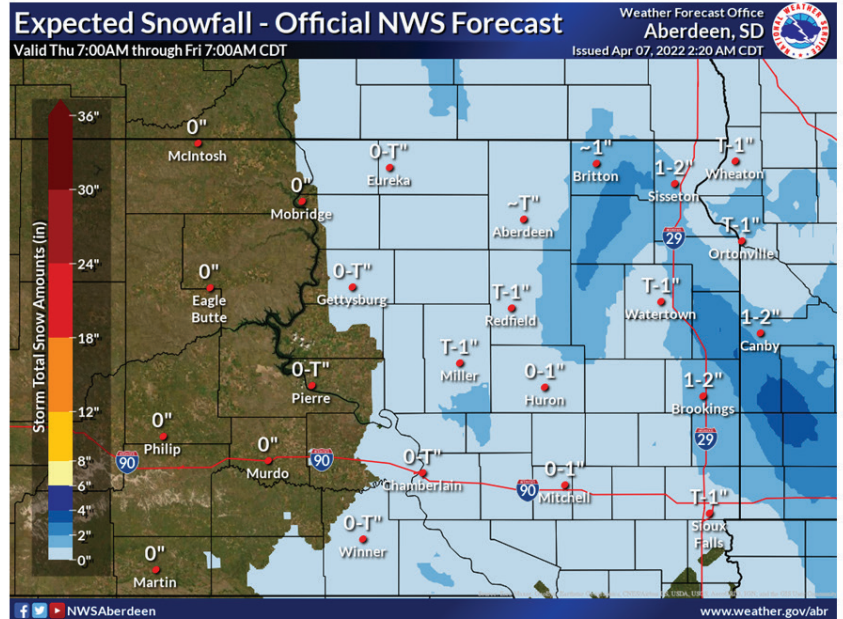 Expected Snowfall - Official NWS Forecast
Valid Thu 7:00AM through Fri 7:00AM CDT
Weather Forecast Office
Aberdeen, SD
Issued Apr 07, 2022 2:20 AM CDT
NATIONAL WEATHER SERVICE
Storm Total Snow Amounts (in)
36"
30"
24"
18"
12"
8"
6"
4"
2"
0"
0"
McIntosh
0-T"
Eureka
~1"
Britton
1-2"
Sisseton
T-1"
Wheaton
0"
Mobridge
~T"
Aberdeen
T-1"
Ortonville
29
0"
Eagle
Butte
0-T"
Gettysburg
T-1"
Redfield
T-1"
Watertown
1-2"
Canby
0-T"
Pierre
T-1"
Miller
0-1"
Huron
1-2"
Brookings
0"
Philip
90
0"
Murdo
90
0-T"
Chamberlain
90
0-1"
Mitchell
29
T-1"
Sioux
Falls
0"
Martin
0-T"
Winner
NWSAberdeen
www.weather.gov/abr